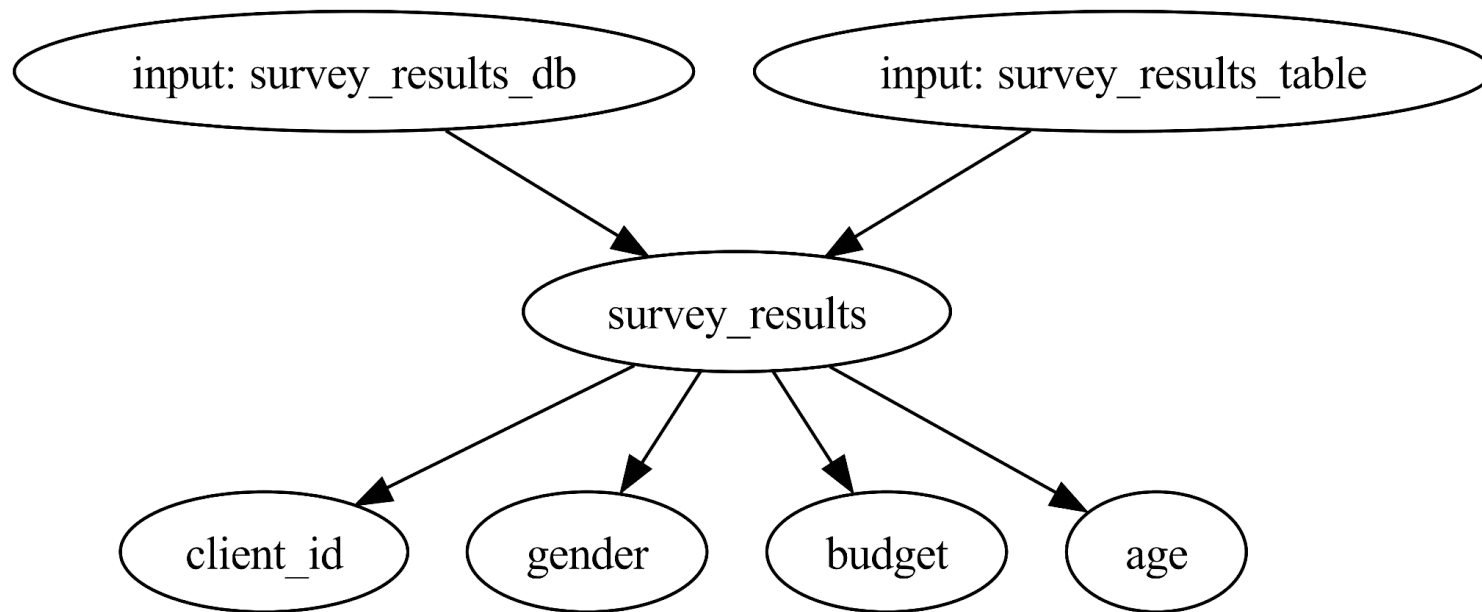 input: survey_results_db
input: survey_results_table
survey_results
client_id
gender
budget
age